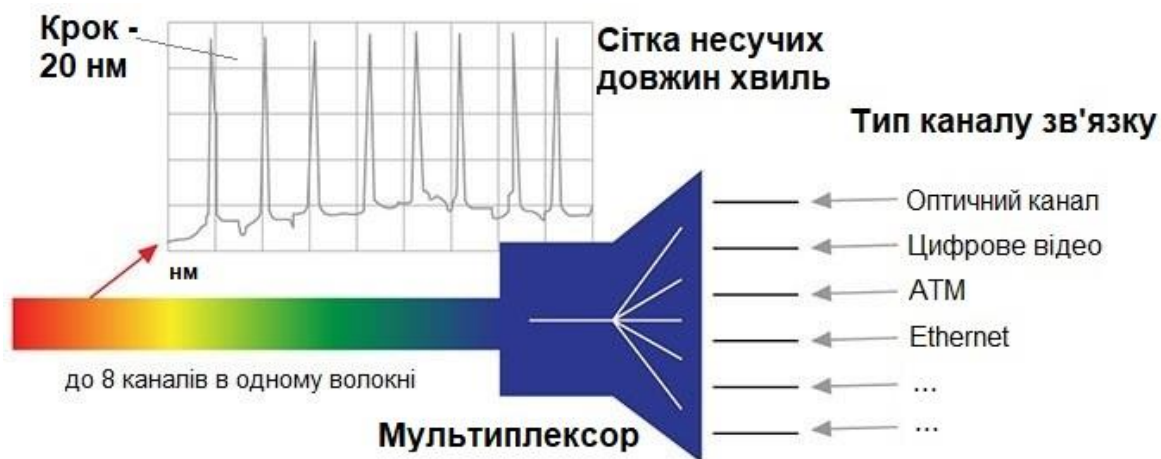 Крок -
20 нм
Сітка несучих
довжин хвиль
Тип каналу зв'язку
Оптичний канал
Цифрове відео
ATM
Ethernet
...
...
нм
до 8 каналів в одному волокні
Мультиплексор